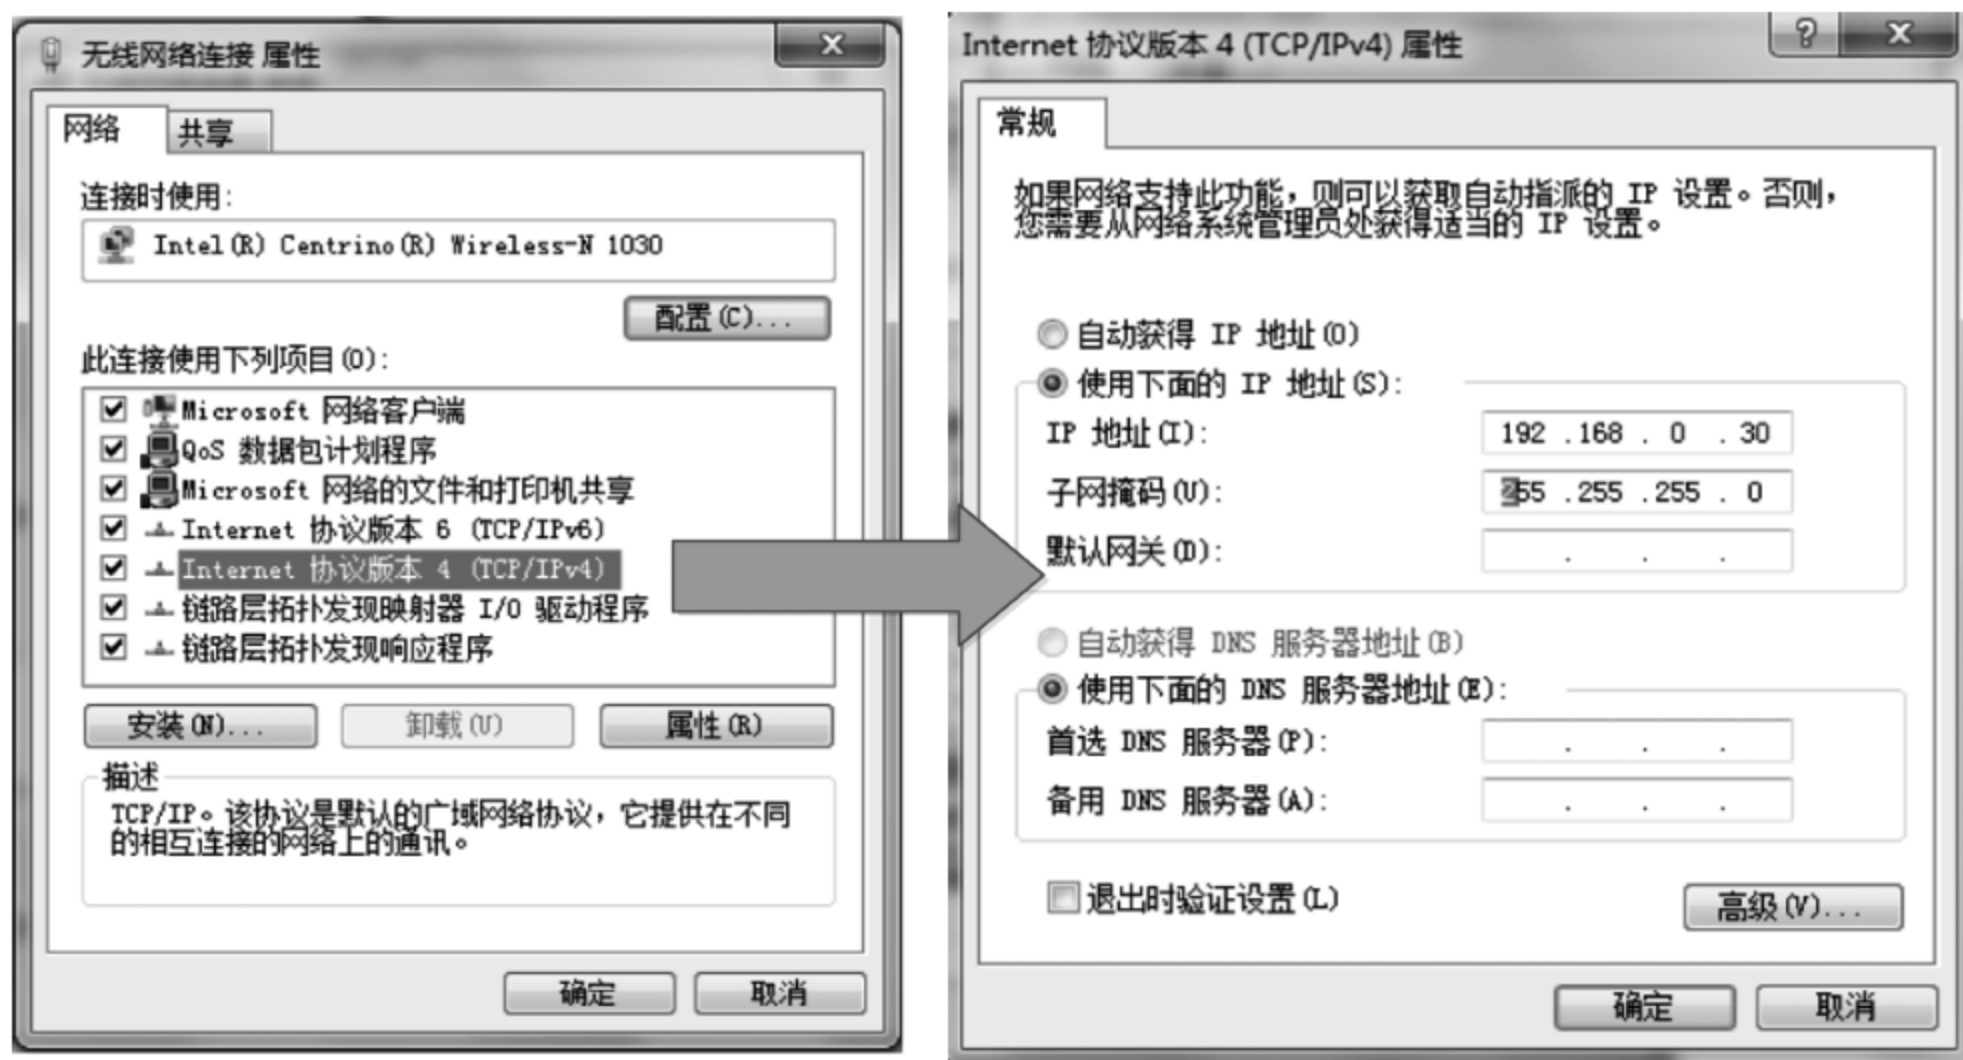 无线网络连接 属性
网络
共享
连接时使用:
Intel(R) Centrino(R) Wireless-N 1030
配置(C)...
此连接使用下列项目(O):
Microsoft 网络客户端
QoS 数据包计划程序
Microsoft 网络的文件和打印机共享
Internet 协议版本 6 (TCP/IPv6)
Internet 协议版本 4 (TCP/IPv4)
链路层拓扑发现映射器 I/O 驱动程序
链路层拓扑发现响应程序
安装(N)...
卸载(U)
属性(R)
描述
TCP/IP。该协议是默认的广域网络协议，它提供在不同
的相互连接的网络上的通讯。
确定
取消
Internet 协议版本 4 (TCP/IPv4) 属性
常规
如果网络支持此功能，则可以获取自动指派的 IP 设置。否则，
您需要从网络系统管理员处获得适当的 IP 设置。
自动获得 IP 地址(O)
使用下面的 IP 地址(S):
IP 地址(I):
192 .168 . 0 . 30
子网掩码(U):
255 .255 .255 . 0
默认网关(D):
. . .
自动获得 DNS 服务器地址(B)
使用下面的 DNS 服务器地址(E):
首选 DNS 服务器(P):
. . .
备用 DNS 服务器(A):
. . .
退出时验证设置(L)
高级(V)...
确定
取消